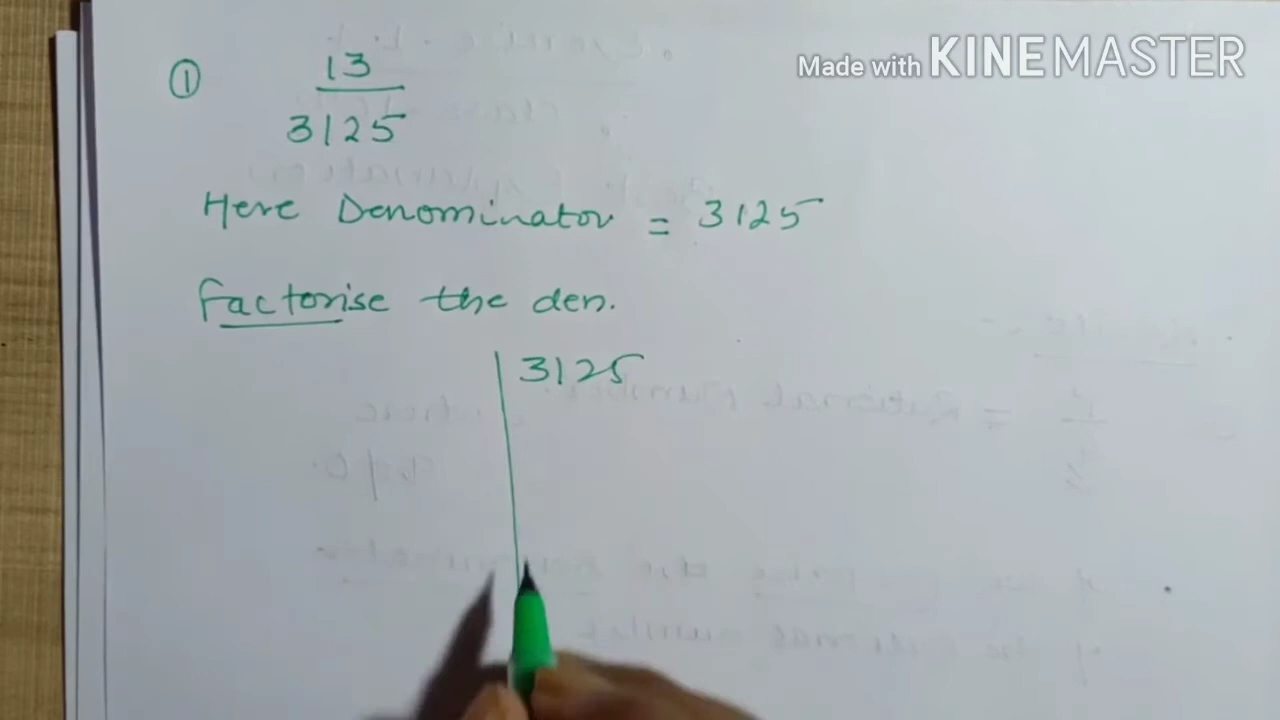 Made with KINEMASTER
① 13
3125
Here Denominator = 3125
Factorise the den.
3125